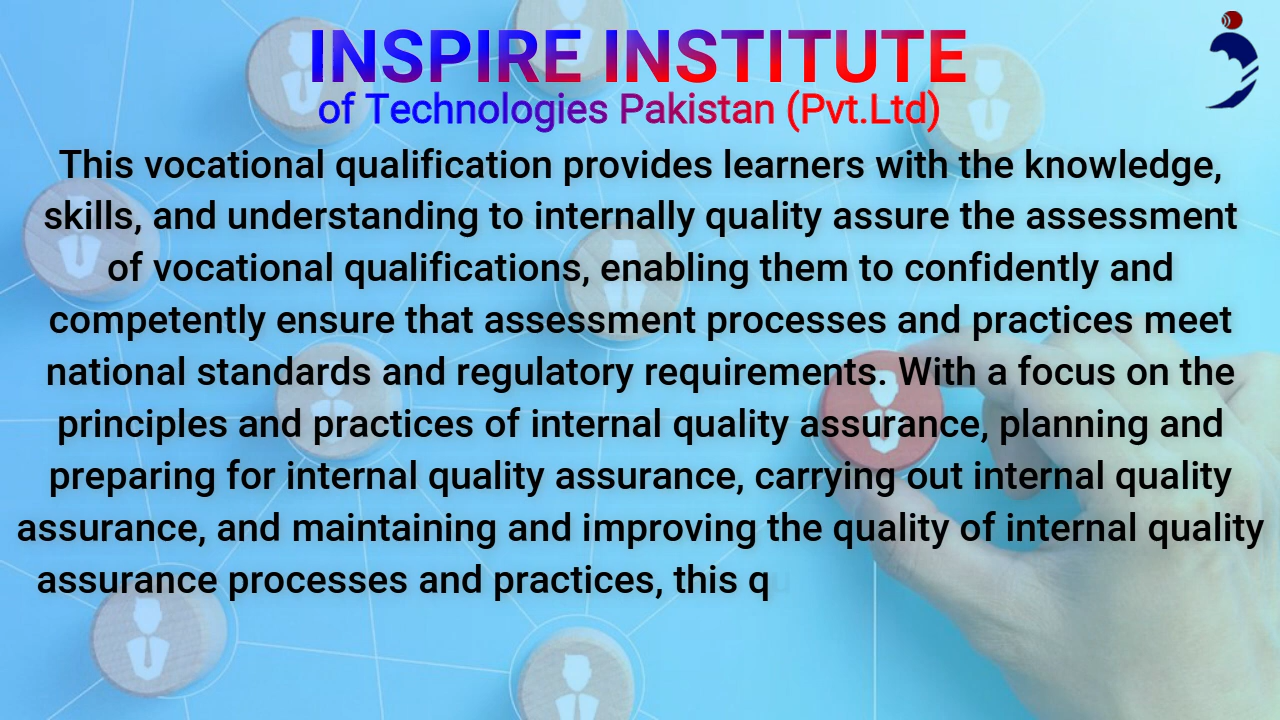 INSPIRE INSTITUTE
of Technologies Pakistan (Pvt.Ltd)
This vocational qualification provides learners with the knowledge,
skills, and understanding to internally quality assure the assessment
of vocational qualifications, enabling them to confidently and
competently ensure that assessment processes and practices meet
national standards and regulatory requirements. With a focus on the
principles and practices of internal quality assurance, planning and
preparing for internal quality assurance, carrying out internal quality
assurance, and maintaining and improving the quality of internal quality
assurance processes and practices, this q